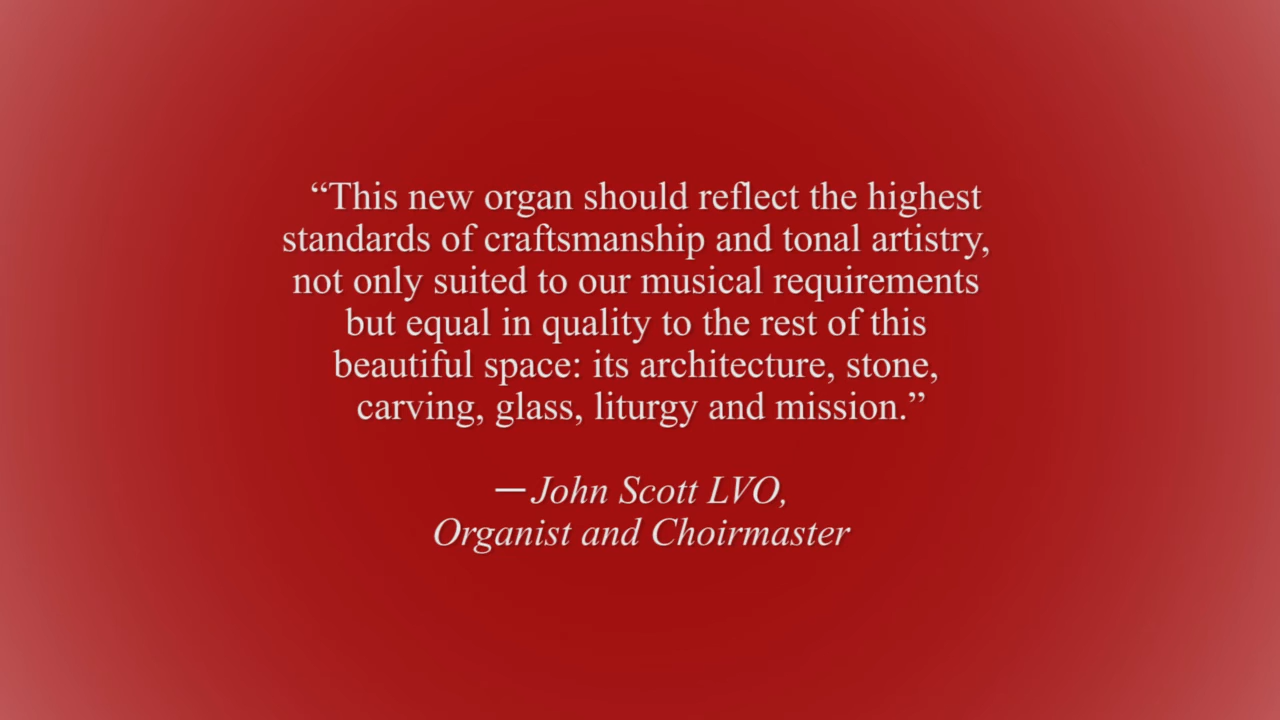 “This new organ should reflect the highest
standards of craftsmanship and tonal artistry,
not only suited to our musical requirements
but equal in quality to the rest of this
beautiful space: its architecture, stone,
carving, glass, liturgy and mission.”
—John Scott LVO,
Organist and Choirmaster